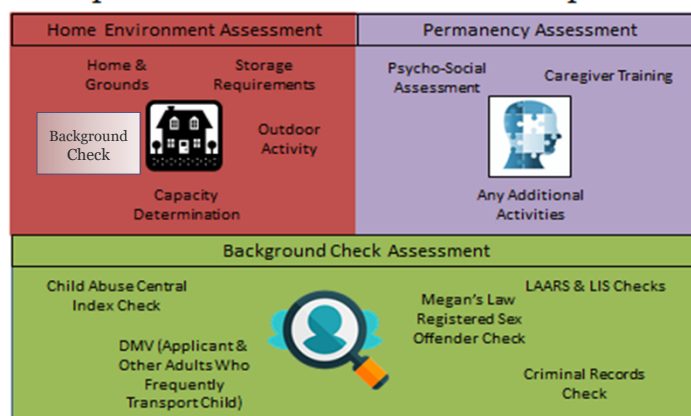 Home Environment Assessment
Permanency Assessment
Home &
Grounds
Storage
Requirements
Background
Check
Outdoor
Activity
Capacity
Determination
Psycho-Social
Assessment
Caregiver Training
Any Additional
Activities
Background Check Assessment
Child Abuse Central
Index Check
DMV (Applicant &
Other Adults Who
Frequently
Transport Child)
Megan's Law
Registered Sex
Offender Check
LAARS & LIS Checks
Criminal Records
Check